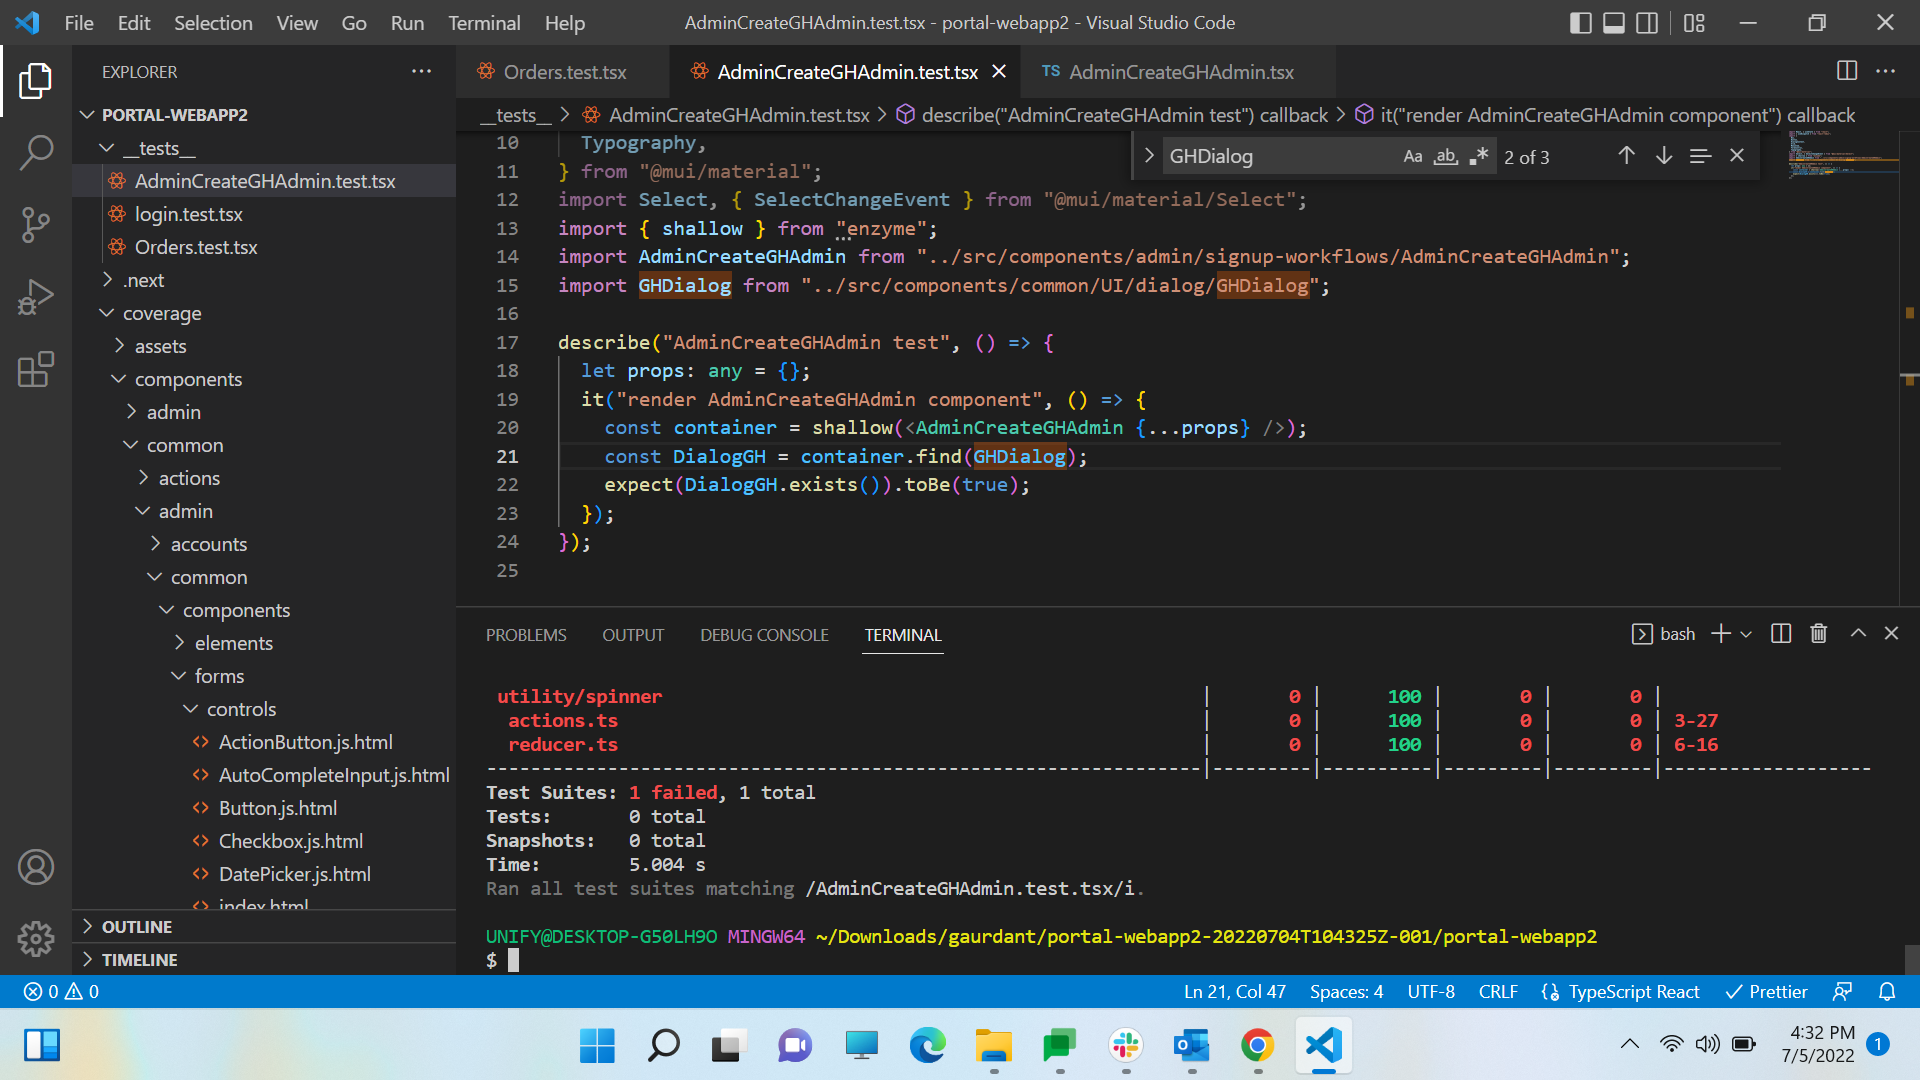 File Edit Selection View Go Run Terminal Help AdminCreateGHAdmin.test.tsx - portal-webapp2 - Visual Studio Code
EXPLORER
PORTAL-WEBAPP2
__tests__
AdminCreateGHAdmin.test.tsx
login.test.tsx
Orders.test.tsx
.next
coverage
assets
components
admin
common
actions
admin
accounts
common
components
elements
forms
controls
ActionButton.js.html
AutoCompleteInput.js.html
Button.js.html
Checkbox.js.html
DatePicker.js.html
index.html
OUTLINE
TIMELINE
Orders.test.tsx AdminCreateGHAdmin.test.tsx TS AdminCreateGHAdmin.tsx
__tests__ > AdminCreateGHAdmin.test.tsx > describe("AdminCreateGHAdmin test") callback > it("render AdminCreateGHAdmin component") callback
GHDialog Aa ab .* 2 of 3
10 Typography,
11 } from "@mui/material";
12 import Select, { SelectChangeEvent } from "@mui/material/Select";
13 import { shallow } from "enzyme";
14 import AdminCreateGHAdmin from "../src/components/admin/signup-workflows/AdminCreateGHAdmin";
15 import GHDialog from "../src/components/common/UI/dialog/GHDialog";
16
17 describe("AdminCreateGHAdmin test", () => {
18 let props: any = {};
19 it("render AdminCreateGHAdmin component", () => {
20 const container = shallow(<AdminCreateGHAdmin {...props} />);
21 const DialogGH = container.find(GHDialog);
22 expect(DialogGH.exists()).toBe(true);
23 });
24 });
25
PROBLEMS OUTPUT DEBUG CONSOLE TERMINAL bash
utility/spinner | 0 | 100 | 0 | 0 |
actions.ts | 0 | 100 | 0 | 0 | 3-27
reducer.ts | 0 | 100 | 0 | 0 | 6-16
-----------------------------------------------------------------|---------|----------|---------|---------|-------------------
Test Suites: 1 failed, 1 total
Tests: 0 total
Snapshots: 0 total
Time: 5.004 s
Ran all test suites matching /AdminCreateGHAdmin.test.tsx/i.
UNIFY@DESKTOP-G50LH9O MINGW64 ~/Downloads/gaurdant/portal-webapp2-20220704T104325Z-001/portal-webapp2
$
0 0 Ln 21, Col 47 Spaces: 4 UTF-8 CRLF TypeScript React Prettier
4:32 PM
7/5/2022 1